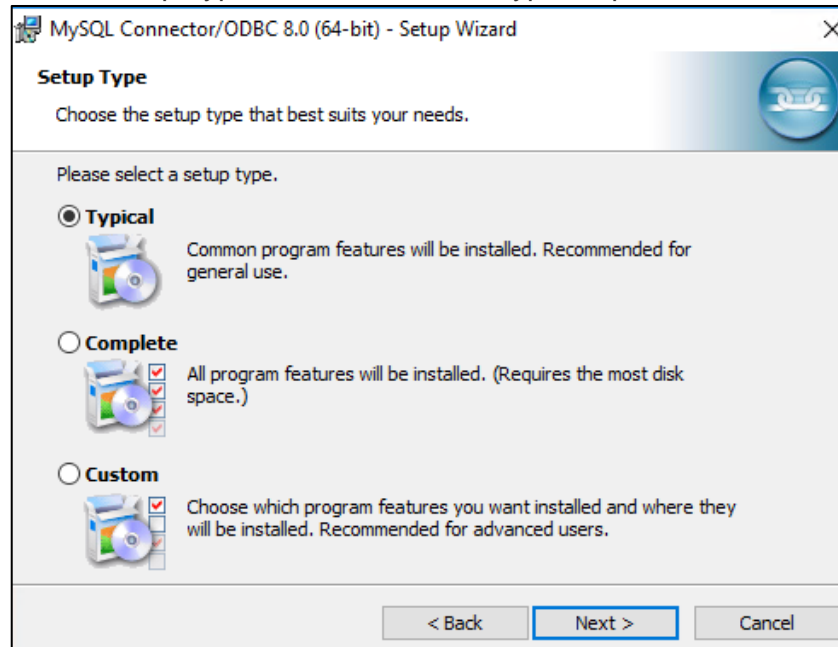 MySQL Connector/ODBC 8.0 (64-bit) - Setup Wizard
Setup Type
Choose the setup type that best suits your needs.
Please select a setup type.
Typical
Common program features will be installed. Recommended for
general use.
Complete
All program features will be installed. (Requires the most disk
space.)
Custom
Choose which program features you want installed and where they
will be installed. Recommended for advanced users.
< Back Next > Cancel